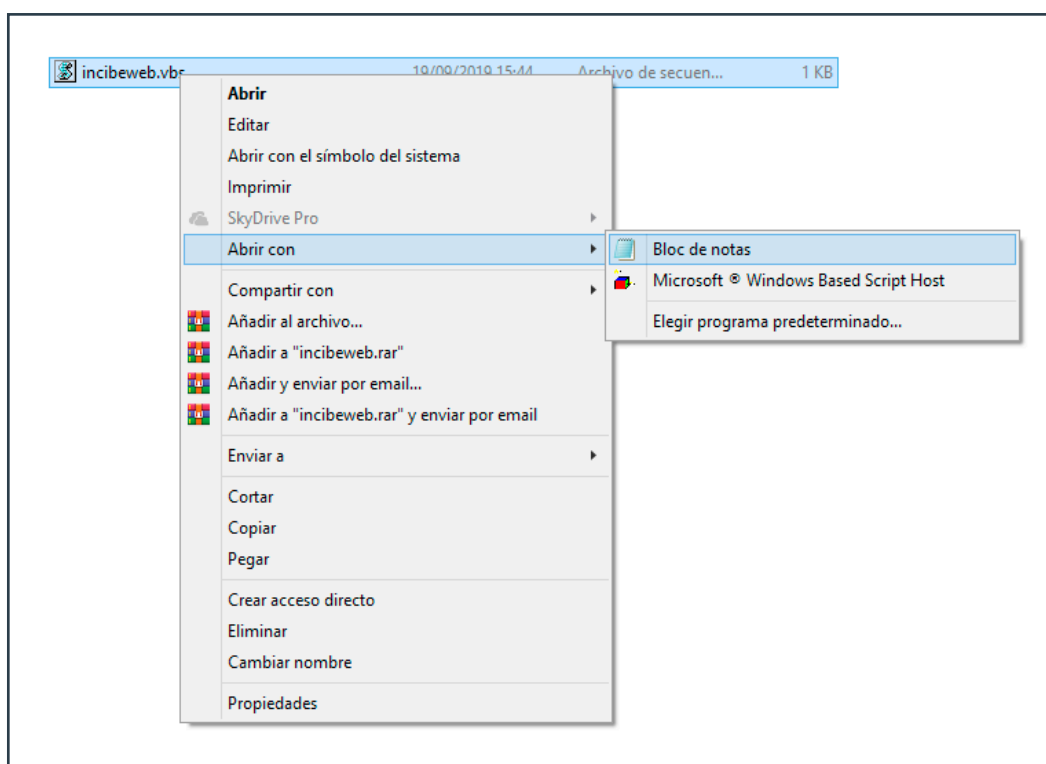 incibeweb.vbs 19/09/2019 15:44 Archivo de secuen... 1 KB
Abrir
Editar
Abrir con el símbolo del sistema
Imprimir
SkyDrive Pro
Abrir con
Bloc de notas
Microsoft ® Windows Based Script Host
Elegir programa predeterminado...
Compartir con
Añadir al archivo...
Añadir a "incibeweb.rar"
Añadir y enviar por email...
Añadir a "incibeweb.rar" y enviar por email
Enviar a
Cortar
Copiar
Pegar
Crear acceso directo
Eliminar
Cambiar nombre
Propiedades